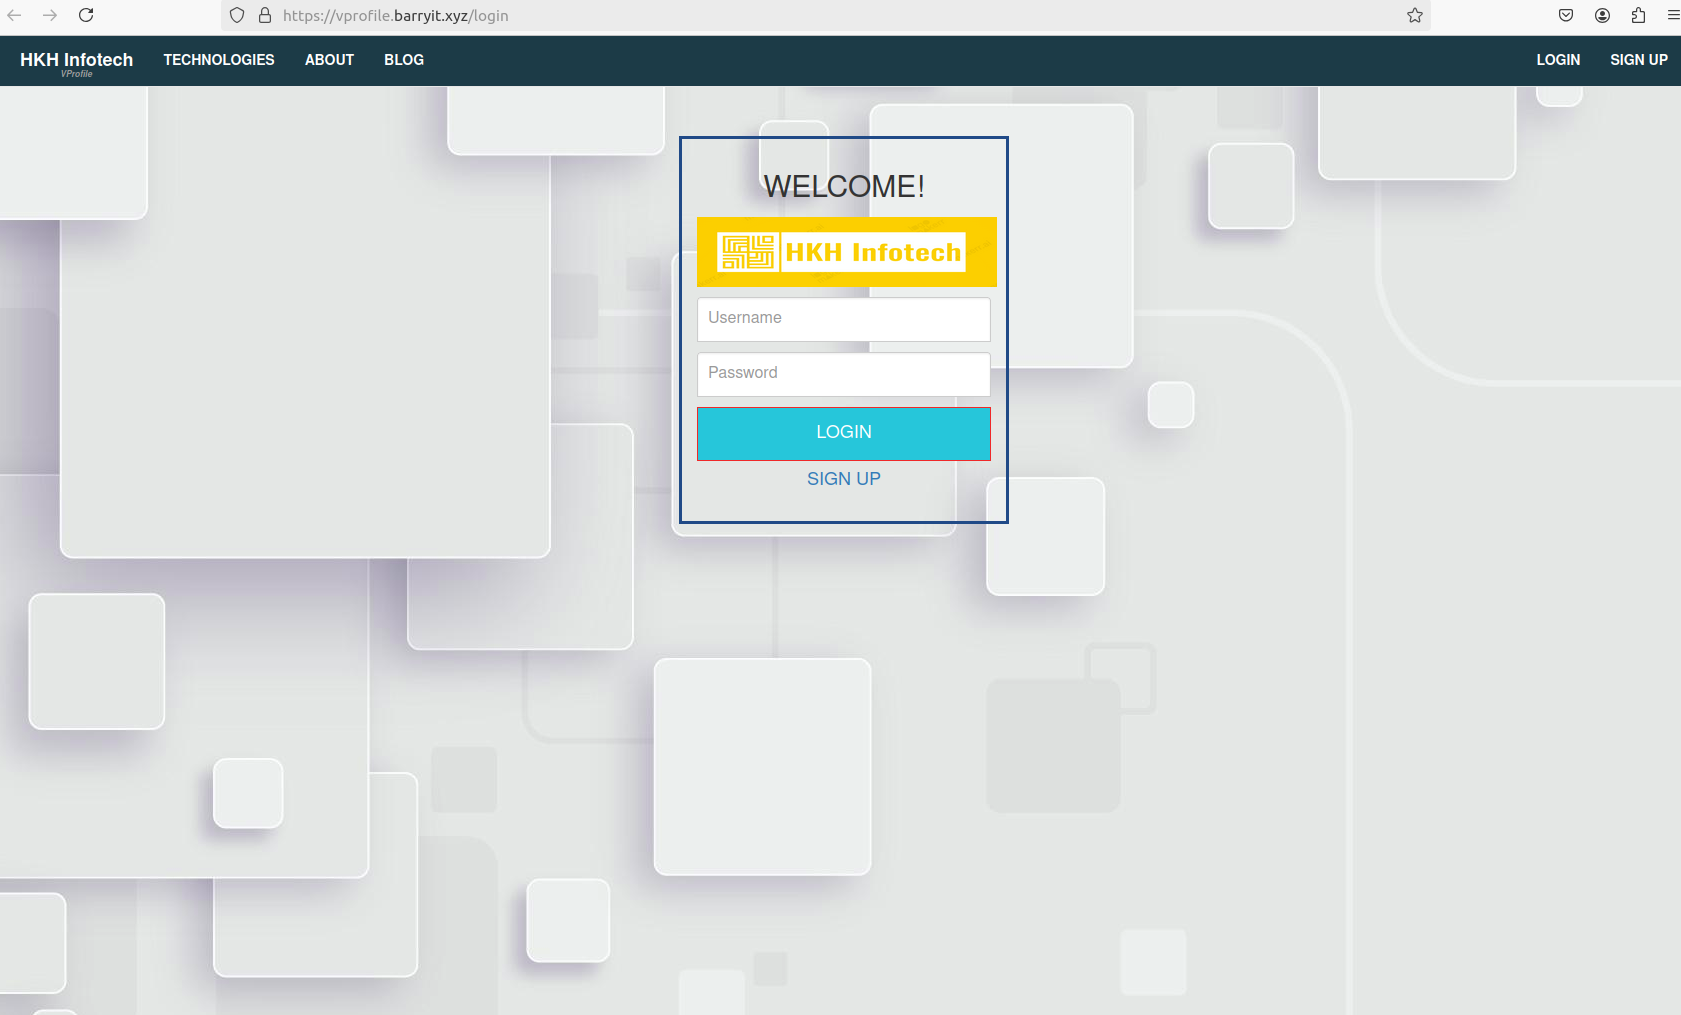 https://vprofile.barryit.xyz/login
HKH Infotech TECHNOLOGIES ABOUT BLOG LOGIN SIGN UP
VProfile
WELCOME!
HKH Infotech
Username
Password
LOGIN
SIGN UP